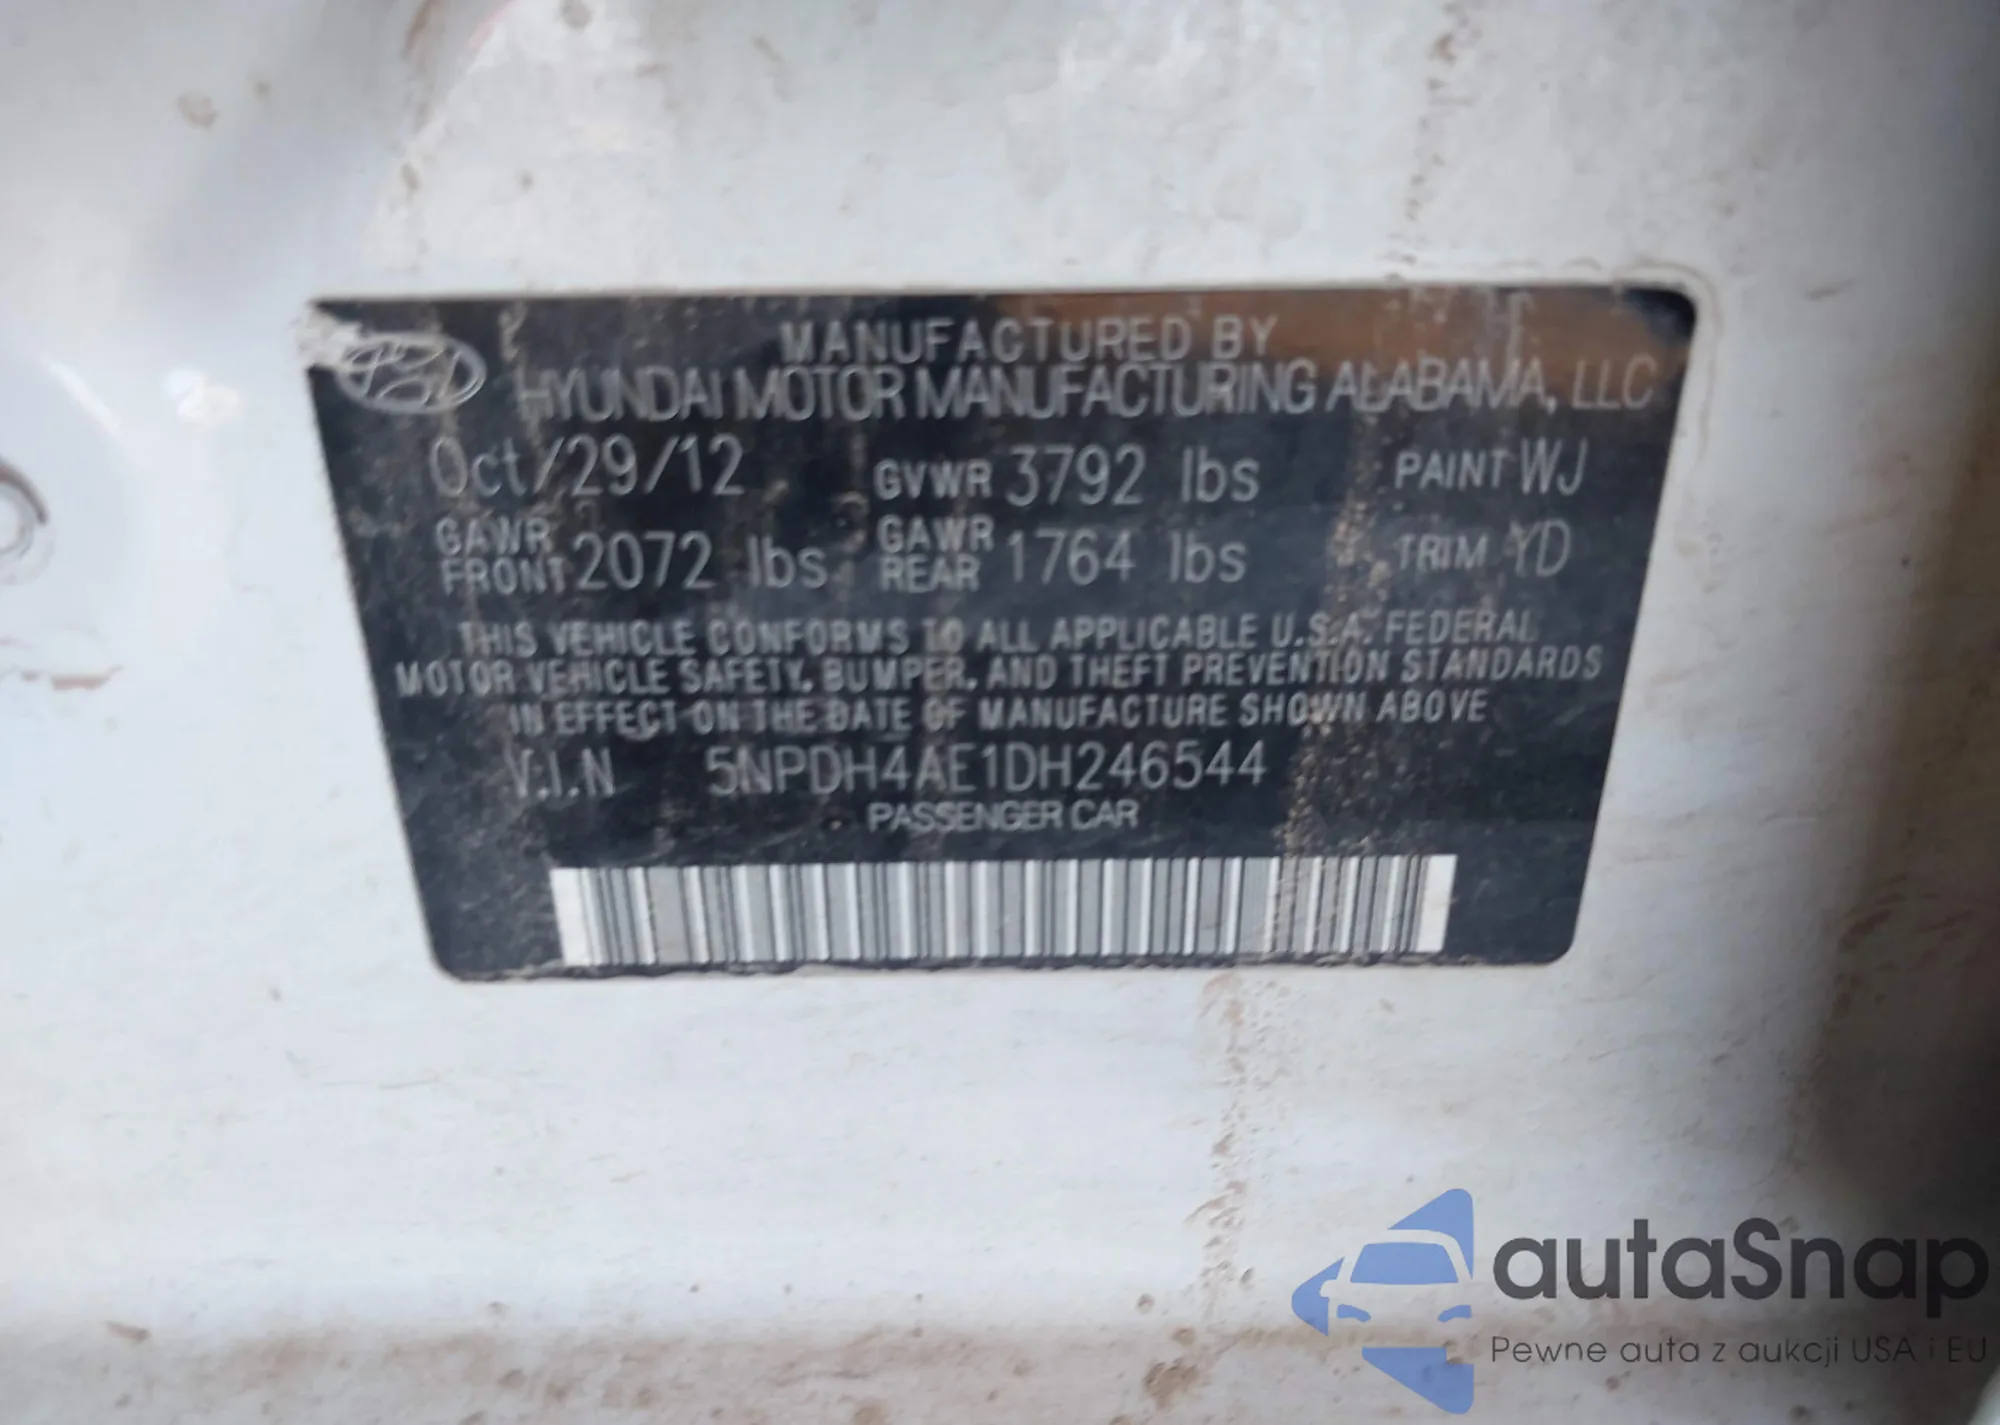 MANUFACTURED BY
HYUNDAI MOTOR MANUFACTURING ALABAMA, LLC
Oct/29/12 GVWR 3792 lbs PAINT WJ
GAWR FRONT 2072 lbs GAWR REAR 1764 lbs TRIM YD
THIS VEHICLE CONFORMS TO ALL APPLICABLE U.S.A. FEDERAL
MOTOR VEHICLE SAFETY, BUMPER, AND THEFT PREVENTION STANDARDS
IN EFFECT ON THE DATE OF MANUFACTURE SHOWN ABOVE
V.I.N 5NPDH4AE1DH246544
PASSENGER CAR
autaSnap
Pewne auta z aukcji USA i EU